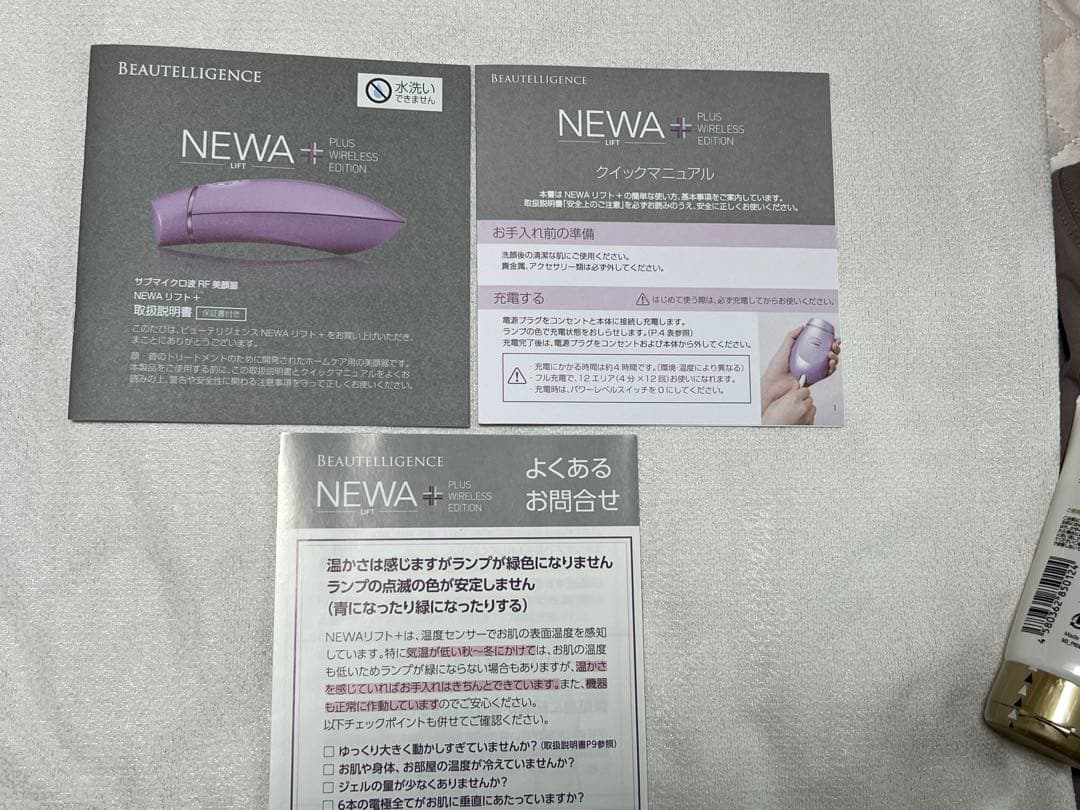 BEAUTELLIGENCE
水洗い
できません
NEWA
LIFT
PLUS
WIRELESS
EDITION
サブマイクロ波 RF 美顔器
NEWA リフト+
取扱説明書 保証書付き
このたびは、ビューテリジェンス NEWA リフト+をお買い上げいただき、
まことにありがとうございます。
顔・首のトリートメントのために開発されたホームケア用の美顔器です。
本製品をご使用する前に、この取扱説明書とクイックマニュアルをよくお
読みの上、警告や安全性に関わる注意事項を守って正しくお使いください。
BEAUTELLIGENCE
NEWA
LIFT
PLUS
WIRELESS
EDITION
クイックマニュアル
本書は NEWA リフト+の簡単な使い方、基本事項をご案内しています。
取扱説明書「安全上のご注意」を必ずお読みのうえ、安全に正しくお使いください。
お手入れ前の準備
洗顔後の清潔な肌にご使用ください。
貴金属、アクセサリー類は必ず外してください。
充電する
はじめて使う際は、必ず充電してからお使いください。
電源プラグをコンセントと本体に接続し充電します。
ランプの色で充電状態をおしらせします。(P.4 表参照)
充電完了後は、電源プラグをコンセントおよび本体から外してください。
・充電にかかる時間は約4時間です。(環境・温度により異なる)
・フル充電で、12エリア(4分×12回)お使いになれます。
・充電時は、パワーレベルスイッチを0にしてください。
1
BEAUTELLIGENCE
NEWA
LIFT
PLUS
WIRELESS
EDITION
よくある
お問合せ
温かさは感じますがランプが緑色になりません
ランプの点滅の色が安定しません
(青になったり緑になったりする)
NEWAリフト+は、温度センサーでお肌の表面温度を感知
しています。特に気温が低い秋〜冬にかけては、お肌の温度
も低いためランプが緑にならない場合もありますが、温かさ
を感じていればお手入れはきちんとできています。また、機器
も正常に作動していますのでご安心ください。
以下チェックポイントも併せてご確認ください。
□ ゆっくり大きく動かしすぎていませんか?(取扱説明書P9参照)
□ お肌や身体、お部屋の温度が冷えていませんか?
□ ジェルの量が少なくありませんか?
□ 6本の電極全てがお肌に垂直にあたっていますか?
4 580362 850124
Made